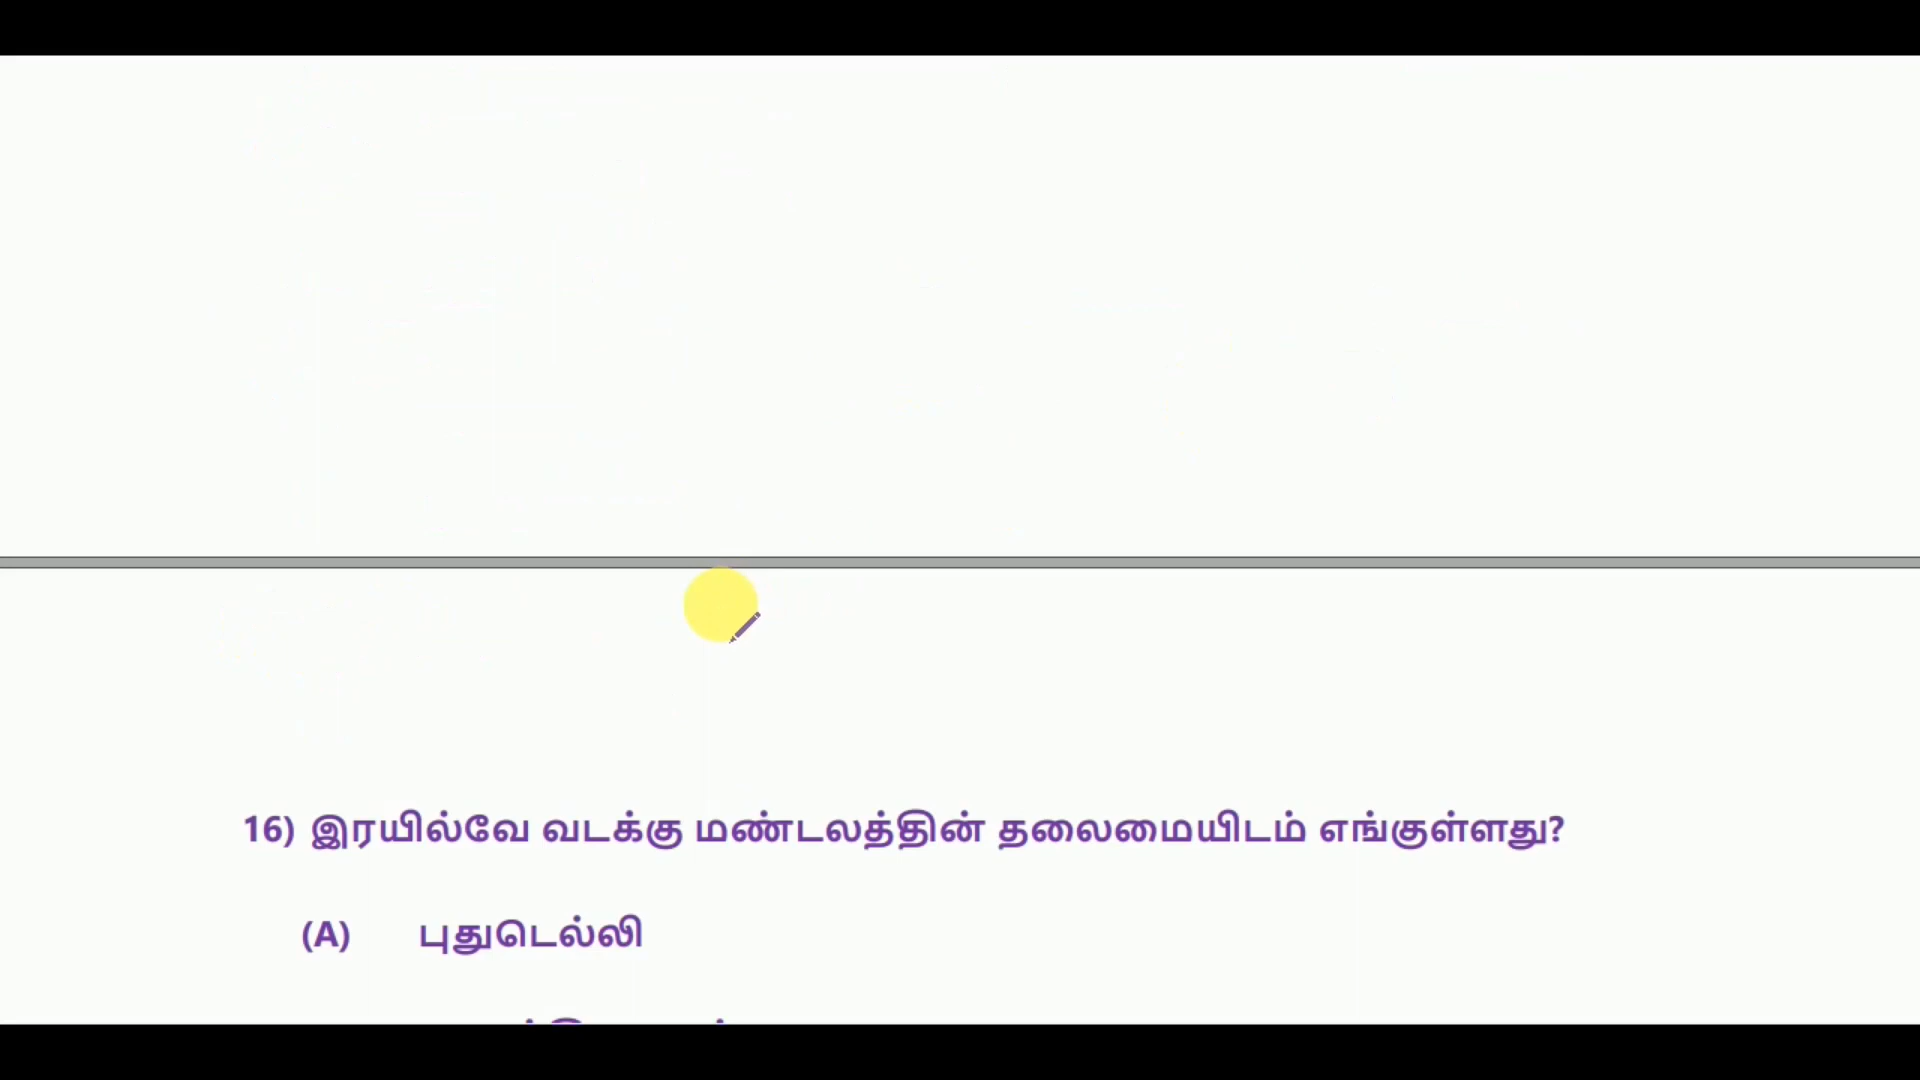 16) இரயில்வே வடக்கு மண்டலத்தின் தலைமையிடம் எங்குள்ளது?
(A) புதுடெல்லி